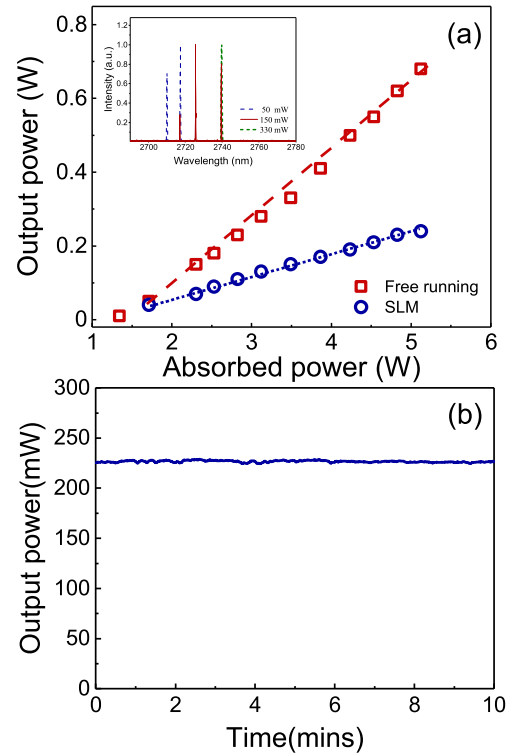 (a)
Output power (W)
0.8
0.6
0.4
0.2
0
1 2 3 4 5 6
Absorbed power (W)
Free running
SLM
Intensity (a.u.)
1.0
0.8
0.6
0.4
0.2
2700 2720 2740 2760 2780
Wavelength (nm)
50 mW
150 mW
330 mW
(b)
Output power(mW)
300
250
200
150
100
50
0
0 2 4 6 8 10
Time(mins)